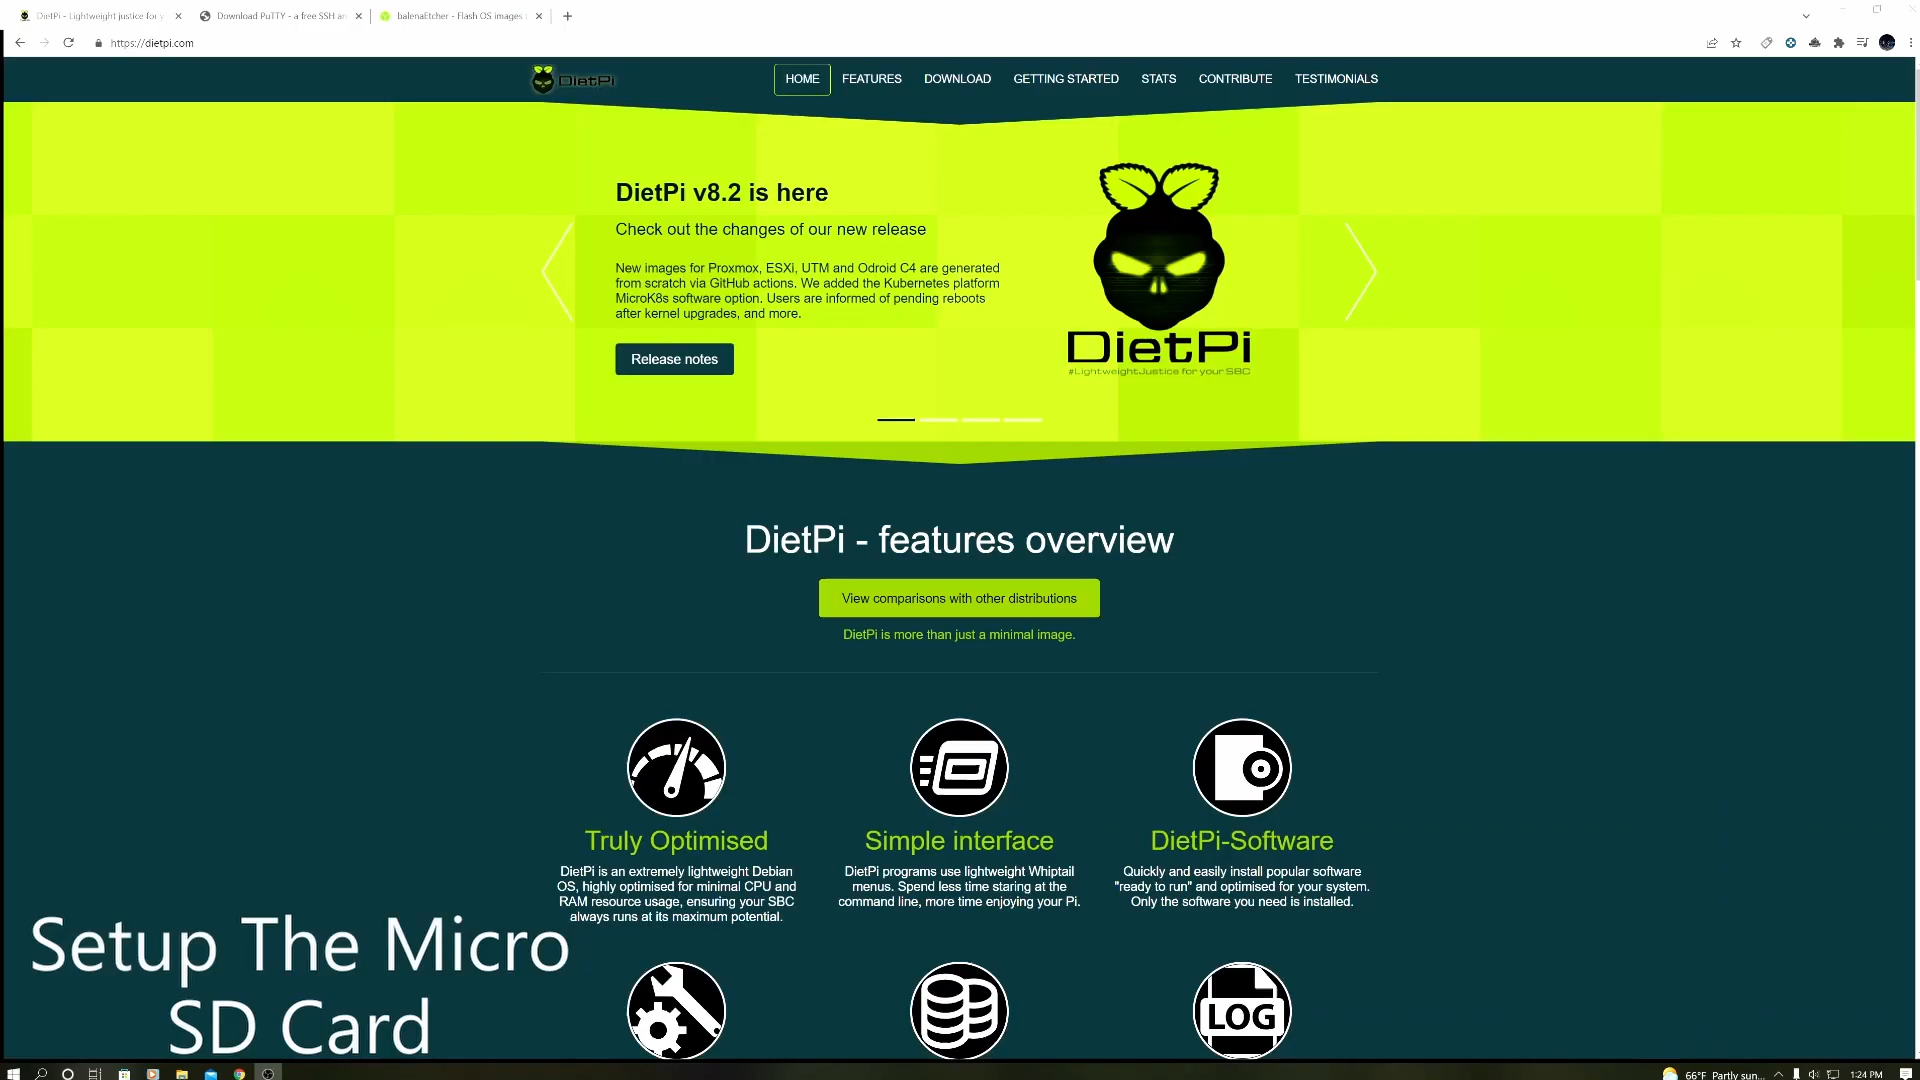 DietPi - Lightweight justice for y
Download PuTTY - a free SSH an
balenaEtcher - Flash OS images
https://dietpi.com
DietPi
HOME
FEATURES
DOWNLOAD
GETTING STARTED
STATS
CONTRIBUTE
TESTIMONIALS
DietPi v8.2 is here
Check out the changes of our new release
New images for Proxmox, ESXi, UTM and Odroid C4 are generated
from scratch via GitHub actions. We added the Kubernetes platform
MicroK8s software option. Users are informed of pending reboots
after kernel upgrades, and more.
Release notes
DietPi
#LightweightJustice for your SBC
DietPi - features overview
View comparisons with other distributions
DietPi is more than just a minimal image.
Truly Optimised
DietPi is an extremely lightweight Debian
OS, highly optimised for minimal CPU and
RAM resource usage, ensuring your SBC
always runs at its maximum potential.
Simple interface
DietPi programs use lightweight Whiptail
menus. Spend less time staring at the
command line, more time enjoying your Pi.
DietPi-Software
Quickly and easily install popular software
"ready to run" and optimised for your system.
Only the software you need is installed.
LOG
Setup The Micro
SD Card
66°F Partly sun...
1:24 PM